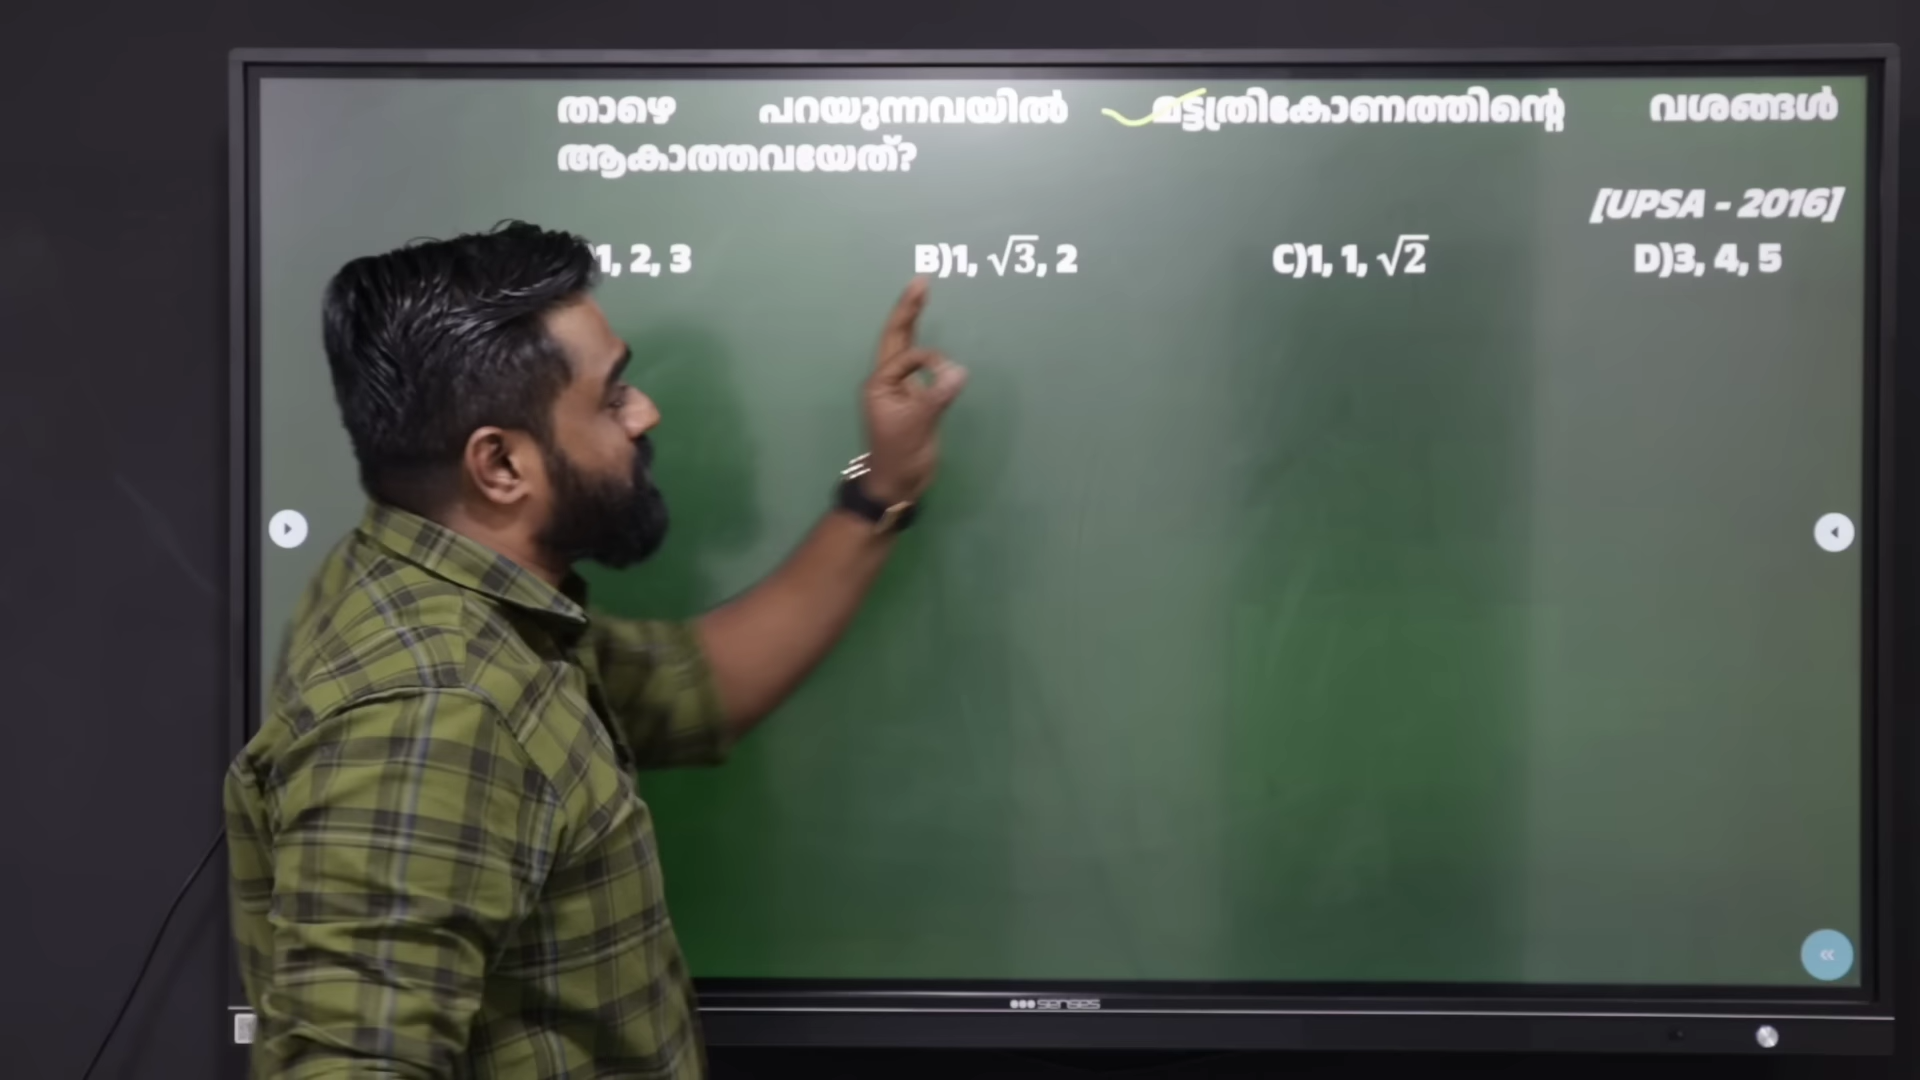 താഴെ പറയുന്നവയിൽ മട്ടത്രികോണത്തിന്റെ വശങ്ങൾ
ആകാത്തവയേത്?
[UPSA - 2016]
)1, 2, 3 B)1, √3, 2 C)1, 1, √2 D)3, 4, 5
senses